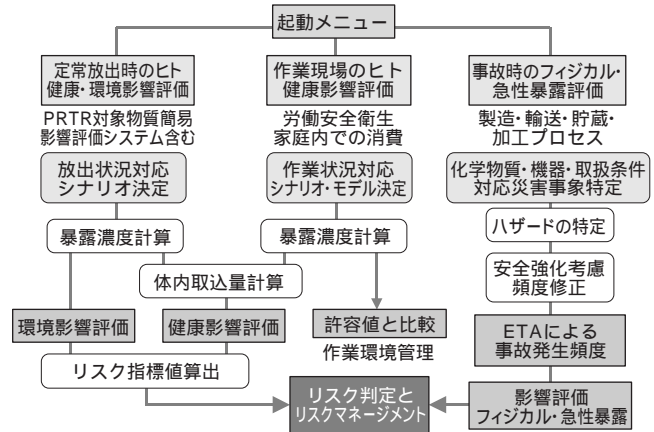 起動メニュー
定常放出時のヒト
健康・環境影響評価
作業現場のヒト
健康影響評価
事故時のフィジカル・
急性暴露評価
PRTR対象物質簡易
影響評価システム含む
労働安全衛生
家庭内での消費
製造・輸送・貯蔵・
加工プロセス
放出状況対応
シナリオ決定
作業状況対応
シナリオ・モデル決定
化学物質・機器・取扱条件
対応災害事象特定
暴露濃度計算
暴露濃度計算
ハザードの特定
体内取込量計算
安全強化考慮
頻度修正
環境影響評価
健康影響評価
許容値と比較
作業環境管理
ETAによる
事故発生頻度
リスク指標値算出
リスク判定と
リスクマネージメント
影響評価
フィジカル・急性暴露